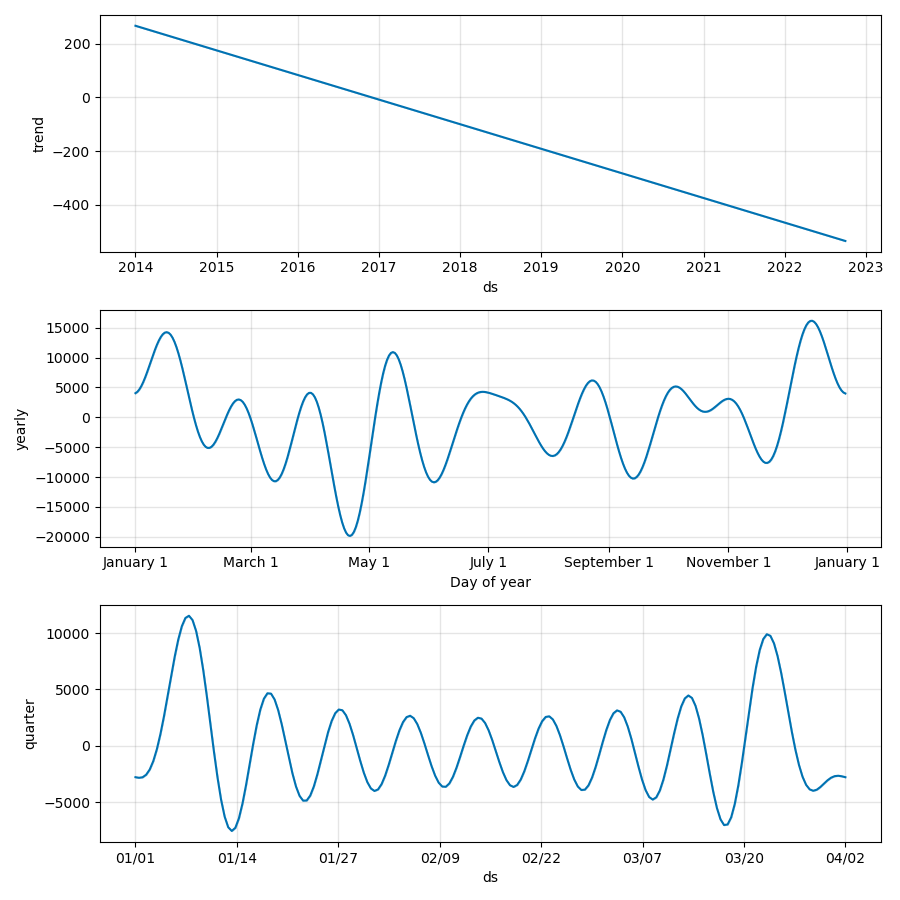 200
0
−200
−400
trend
2014 2015 2016 2017 2018 2019 2020 2021 2022 2023
ds
15000
10000
5000
0
−5000
−10000
−15000
−20000
yearly
January 1 March 1 May 1 July 1 September 1 November 1 January 1
Day of year
10000
5000
0
−5000
quarter
01/01 01/14 01/27 02/09 02/22 03/07 03/20 04/02
ds